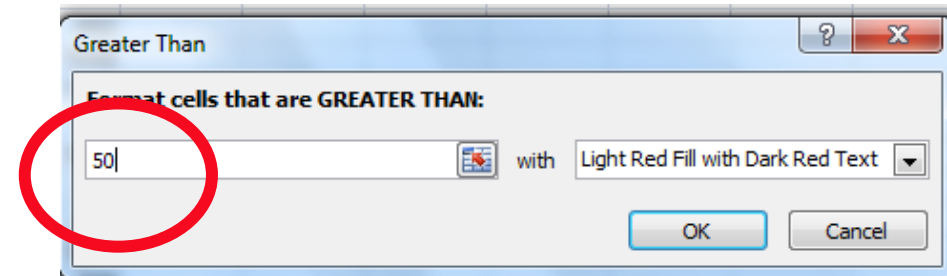 Greater Than
Format cells that are GREATER THAN:
50 with Light Red Fill with Dark Red Text
OK Cancel